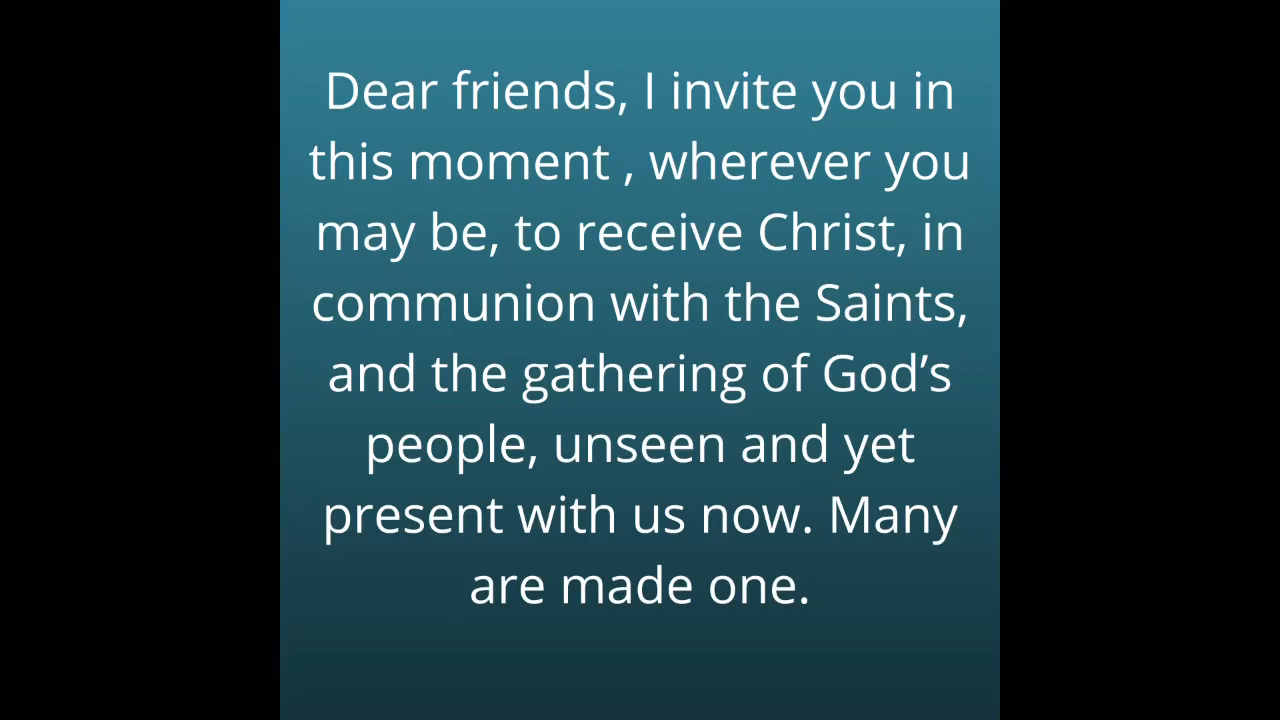 Dear friends, I invite you in
this moment , wherever you
may be, to receive Christ, in
communion with the Saints,
and the gathering of God’s
people, unseen and yet
present with us now. Many
are made one.